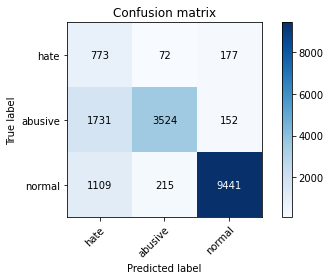 Confusion matrix
hate 773 72 177
abusive 1731 3524 152
normal 1109 215 9441
hate abusive normal
True label
Predicted label
8000
6000
4000
2000